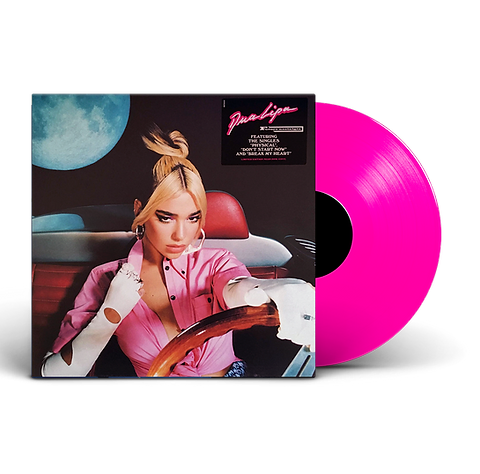 Dua Lipa
FEATURING
THE SINGLES
"PHYSICAL",
"DON'T START NOW"
AND "BREAK MY HEART"